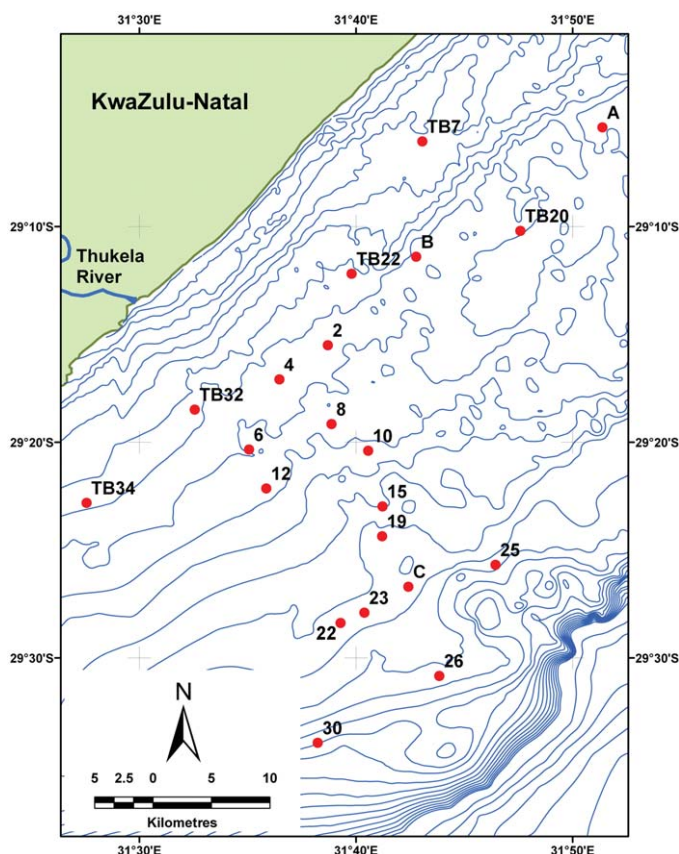 31°30'E 31°40'E 31°50'E
KwaZulu-Natal
A
TB7
29°10'S TB20 29°10'S
B
Thukela
River
TB22
2
4
TB32
8
29°20'S 6 10 29°20'S
12
TB34
15
19
25
C
23
22
29°30'S 29°30'S
26
N
30
5 2.5 0 5 10
Kilometres
31°30'E 31°40'E 31°50'E